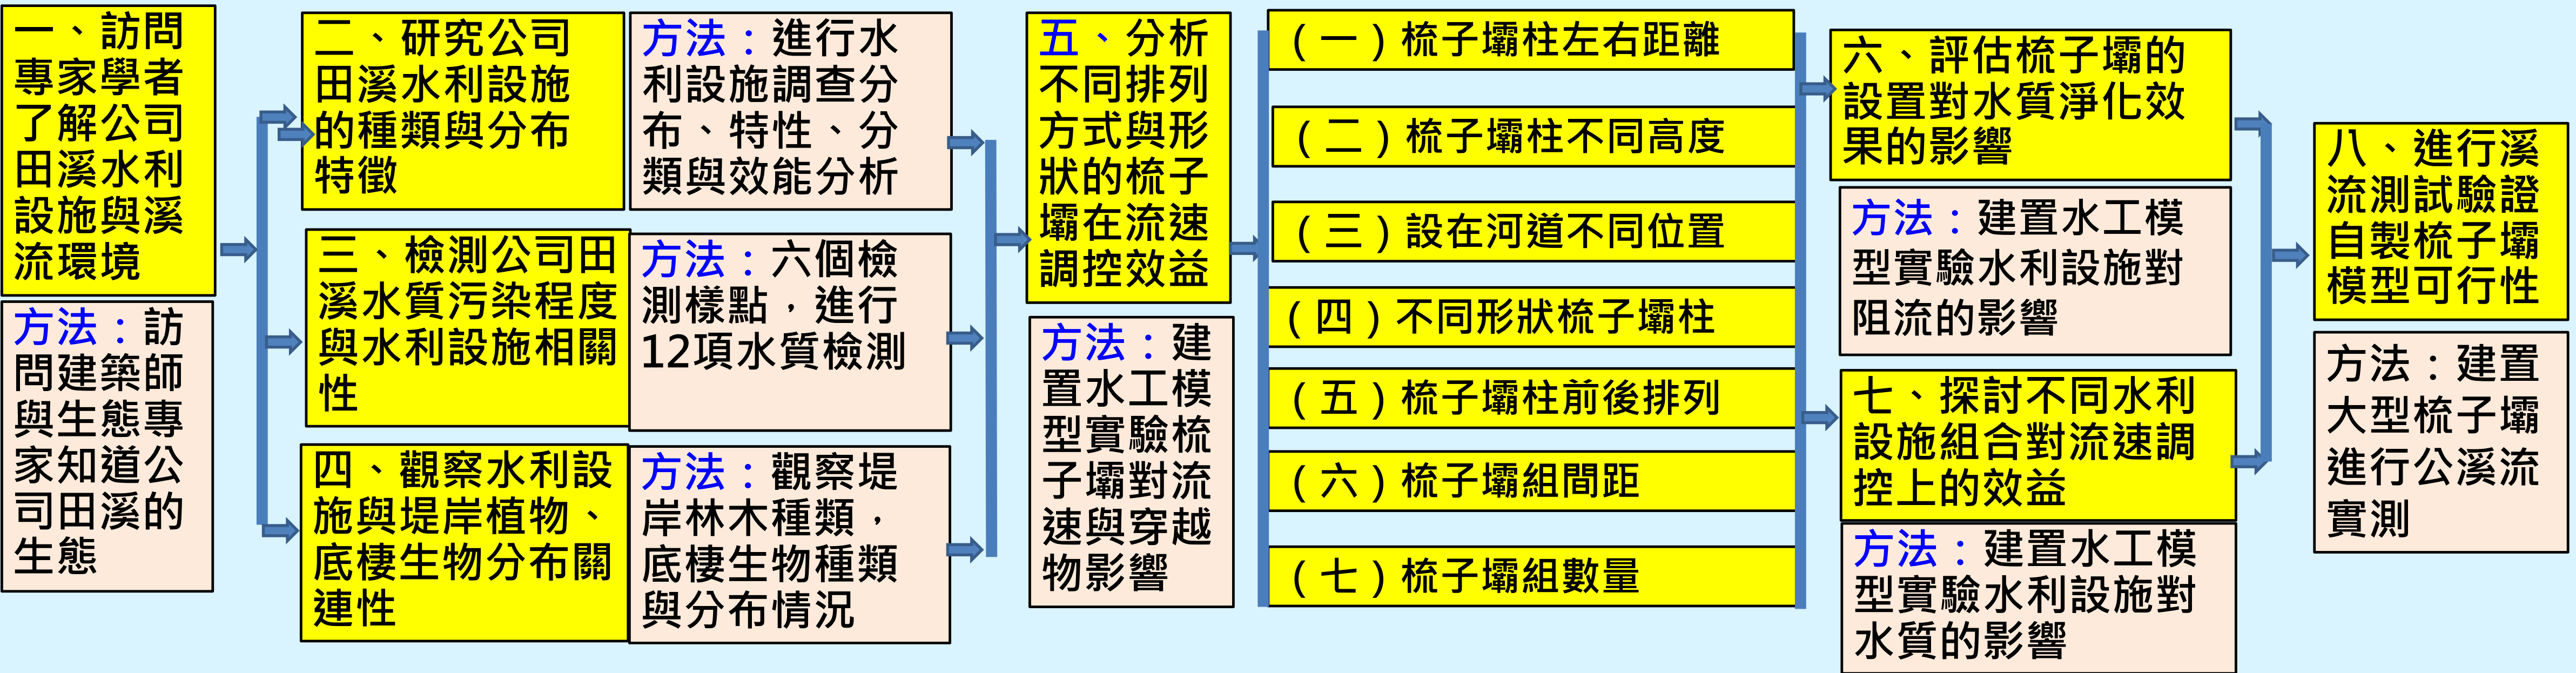 一、訪問
專家學者
了解公司
田溪水利
設施與溪
流環境
方法：訪
問建築師
與生態專
家知道公
司田溪的
生態
二、研究公司
田溪水利設施
的種類與分布
特徵
方法：進行水
利設施調查分
布、特性、分
類與效能分析
三、檢測公司田
溪水質污染程度
與水利設施相關
性
方法：六個檢
測樣點，進行
12項水質檢測
四、觀察水利設
施與堤岸植物、
底棲生物分布關
連性
方法：觀察堤
岸林木種類，
底棲生物種類
與分布情況
五、分析
不同排列
方式與形
狀的梳子
壩在流速
調控效益
方法：建
置水工模
型實驗梳
子壩對流
速與穿越
物影響
（一）梳子壩柱左右距離
（二）梳子壩柱不同高度
（三）設在河道不同位置
（四）不同形狀梳子壩柱
（五）梳子壩柱前後排列
（六）梳子壩組間距
（七）梳子壩組數量
六、評估梳子壩的
設置對水質淨化效
果的影響
方法：建置水工模
型實驗水利設施對
阻流的影響
七、探討不同水利
設施組合對流速調
控上的效益
方法：建置水工模
型實驗水利設施對
水質的影響
八、進行溪
流測試驗證
自製梳子壩
模型可行性
方法：建置
大型梳子壩
進行公溪流
實測